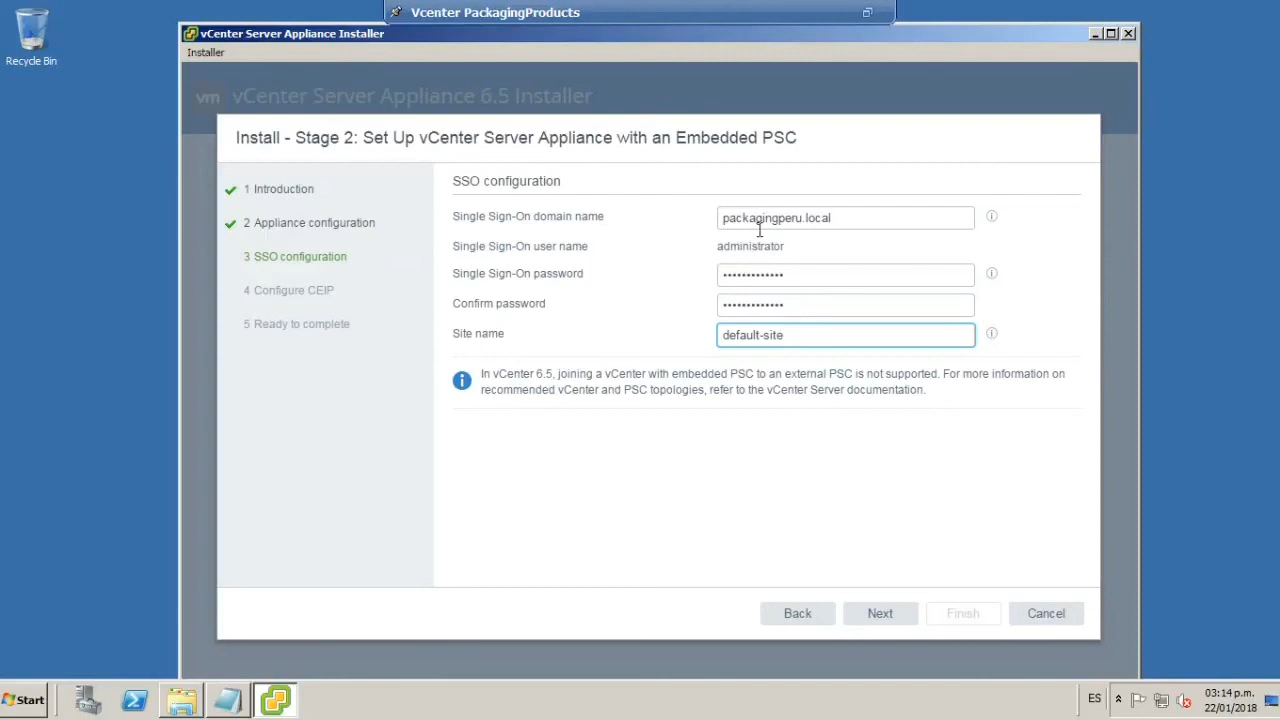 Vcenter PackagingProducts
Recycle Bin
vCenter Server Appliance Installer
Installer
vm vCenter Server Appliance 6.5 Installer
Install - Stage 2: Set Up vCenter Server Appliance with an Embedded PSC
1 Introduction
2 Appliance configuration
3 SSO configuration
4 Configure CEIP
5 Ready to complete
SSO configuration
Single Sign-On domain name packagingperu.local
Single Sign-On user name administrator
Single Sign-On password •••••••••••••
Confirm password •••••••••••••
Site name default-site
In vCenter 6.5, joining a vCenter with embedded PSC to an external PSC is not supported. For more information on
recommended vCenter and PSC topologies, refer to the vCenter Server documentation.
Back Next Finish Cancel
Start
ES
03:14 p.m.
22/01/2018